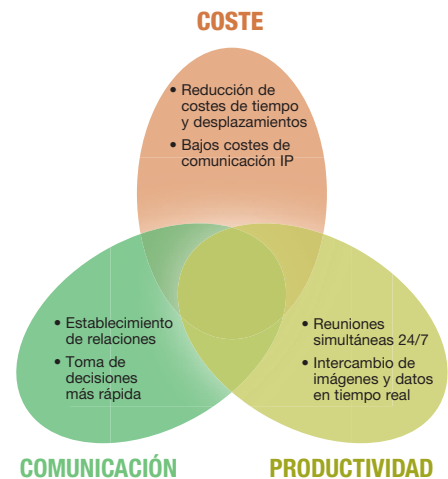 COSTE
• Reducción de
costes de tiempo
y desplazamientos
• Bajos costes de
comunicación IP
• Establecimiento
de relaciones
• Toma de
decisiones
más rápida
• Reuniones
simultáneas 24/7
• Intercambio de
imágenes y datos
en tiempo real
COMUNICACIÓN
PRODUCTIVIDAD